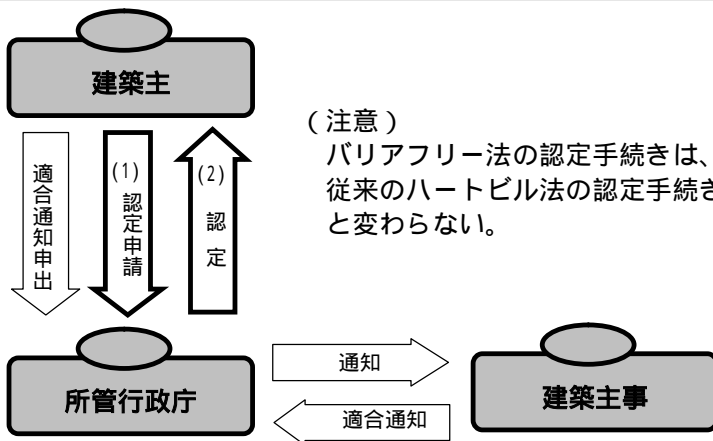 建築主
(注意)
バリアフリー法の認定手続きは、
従来のハートビル法の認定手続き
と変わらない。
適合通知申出
(1)
認定申請
(2)
認定
所管行政庁
通知
適合通知
建築主事